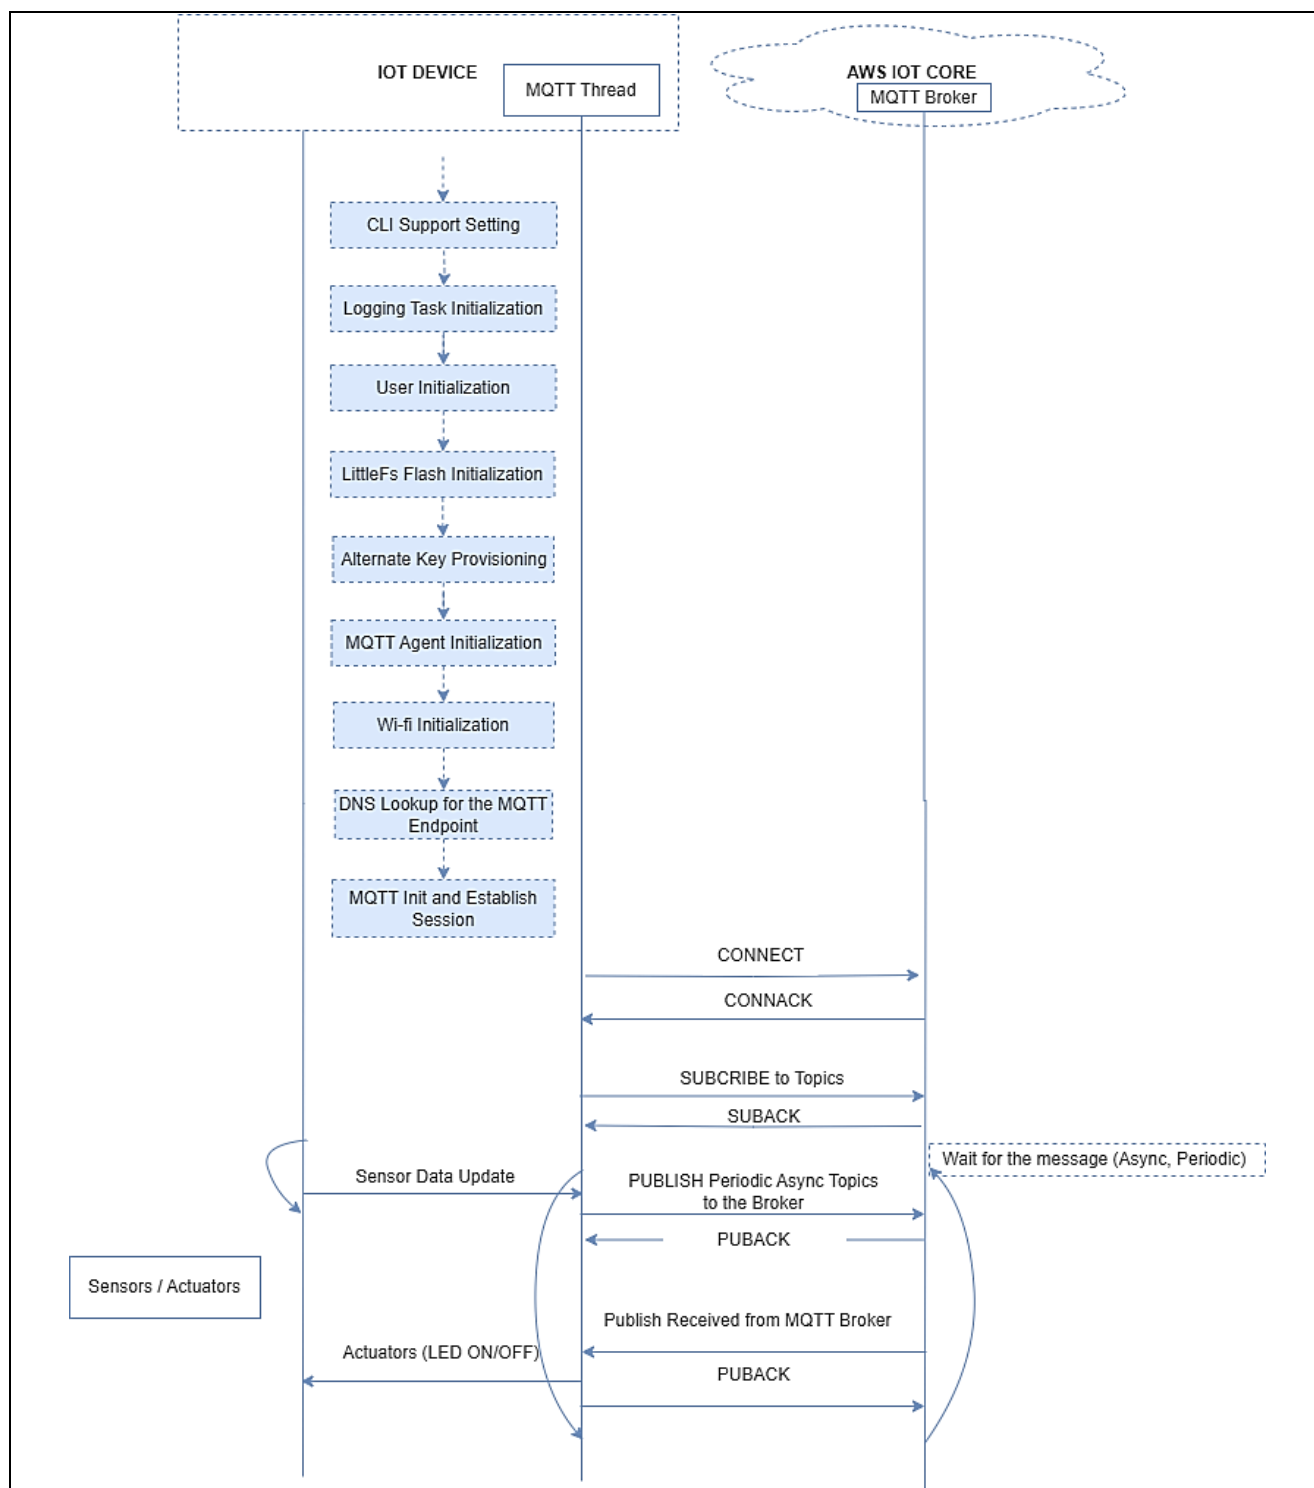 IOT DEVICE
MQTT Thread
AWS IOT CORE
MQTT Broker
CLI Support Setting
Logging Task Initialization
User Initialization
LittleFs Flash Initialization
Alternate Key Provisioning
MQTT Agent Initialization
Wi-fi Initialization
DNS Lookup for the MQTT
Endpoint
MQTT Init and Establish
Session
CONNECT
CONNACK
SUBCRIBE to Topics
SUBACK
Wait for the message (Async, Periodic)
Sensor Data Update
PUBLISH Periodic Async Topics
to the Broker
PUBACK
Sensors / Actuators
Publish Received from MQTT Broker
Actuators (LED ON/OFF)
PUBACK